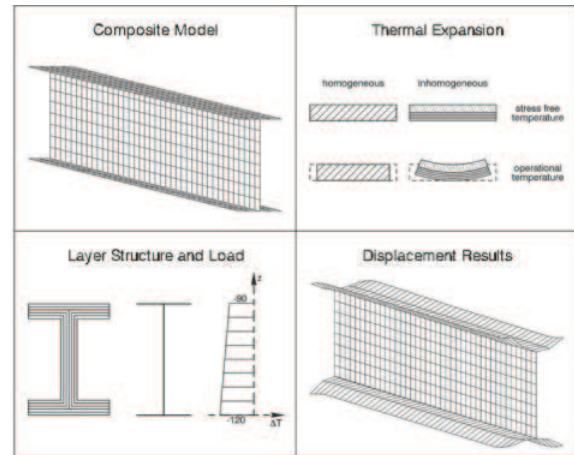 Composite Model
Thermal Expansion
homogeneous
inhomogeneous
stress free
temperature
operational
temperature
Layer Structure and Load
z
-90
-120
ΔT
Displacement Results